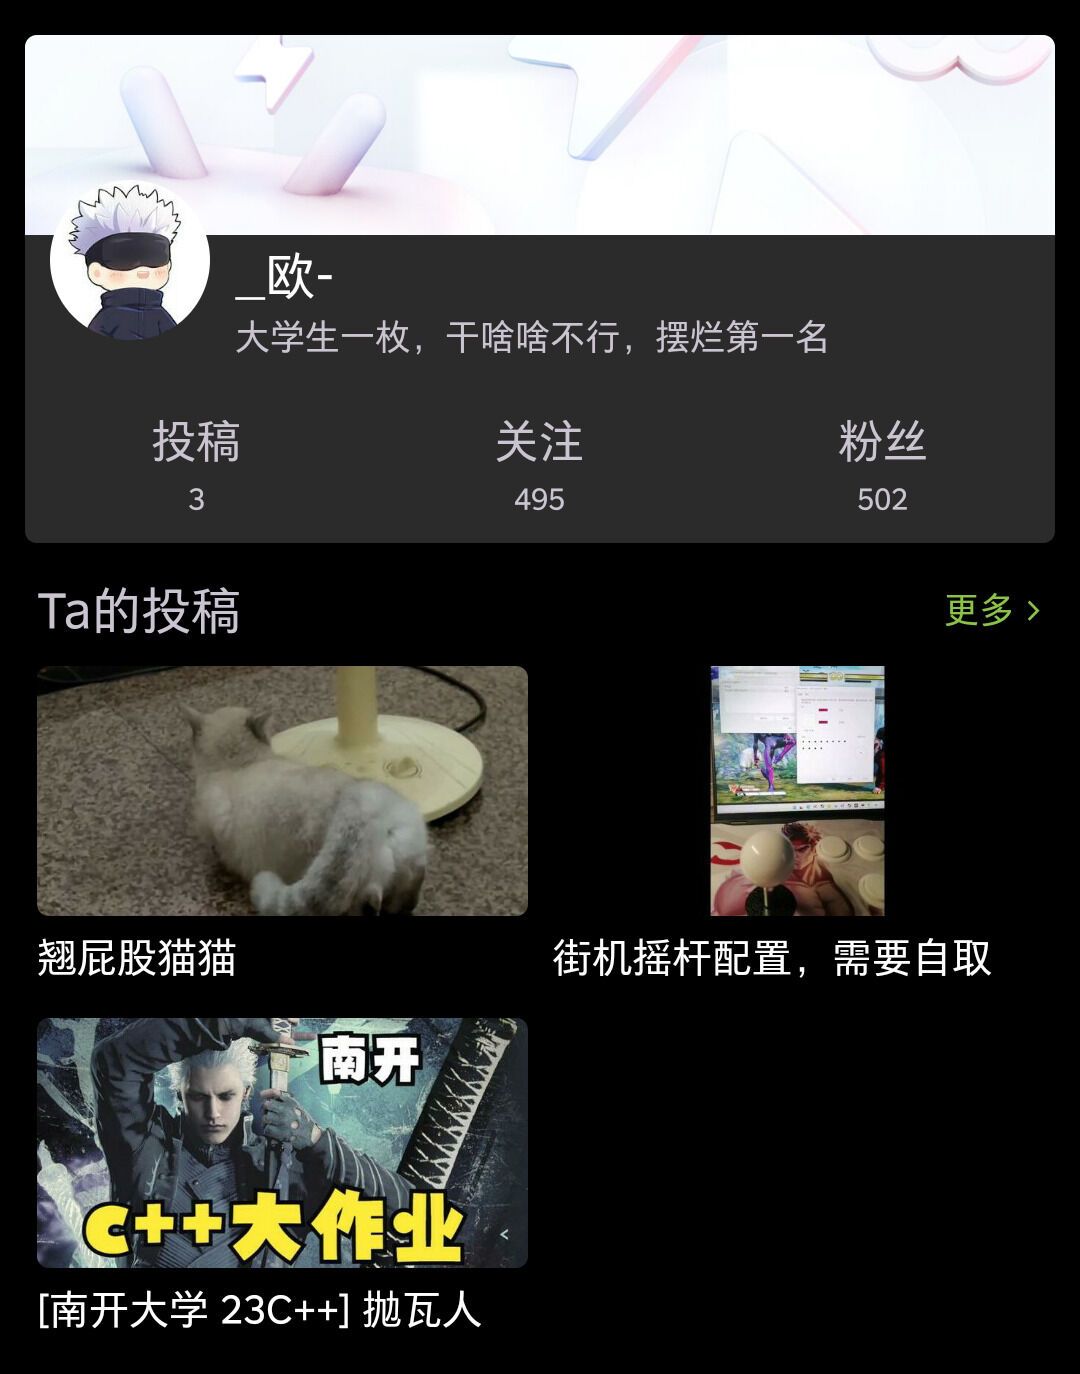 _欧-
大学生一枚，干啥啥不行，摆烂第一名
投稿 关注 粉丝
3 495 502
Ta的投稿 更多 >
翘屁股猫猫
街机摇杆配置，需要自取
南开
c++大作业
[南开大学 23C++] 抛瓦人